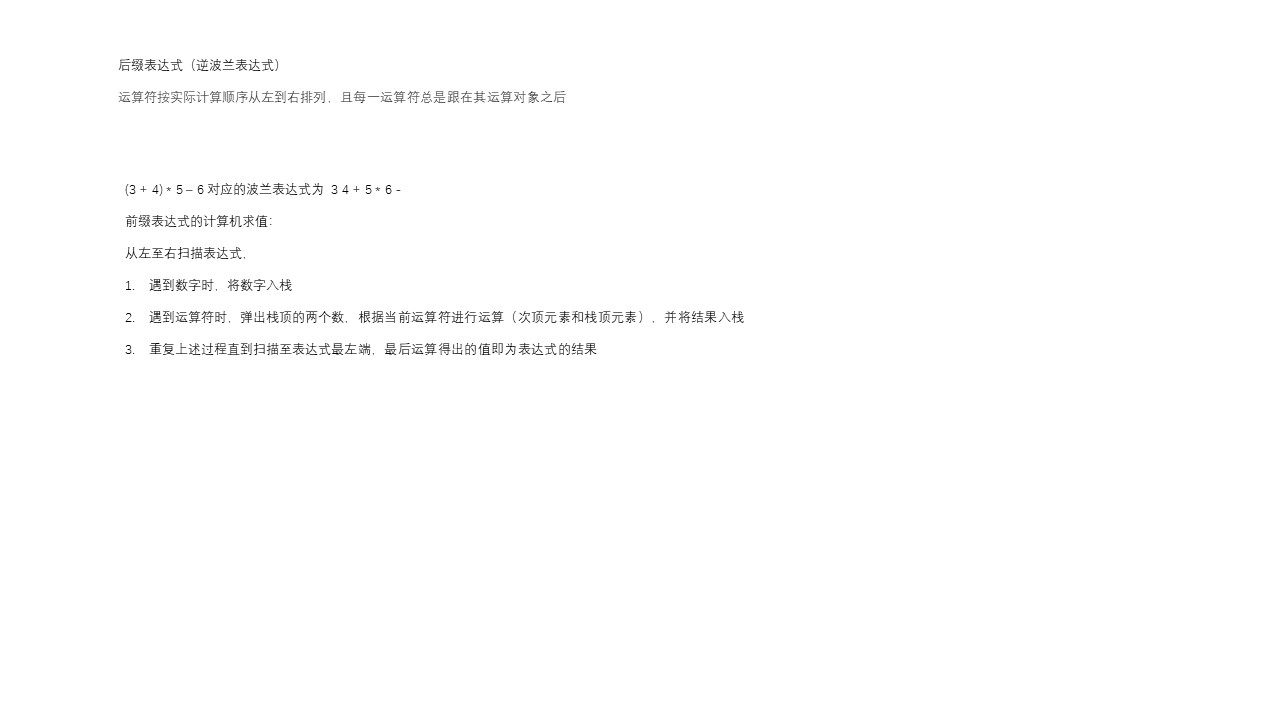 后缀表达式（逆波兰表达式）
运算符按实际计算顺序从左到右排列，且每一运算符总是跟在其运算对象之后
(3 + 4) * 5 – 6 对应的波兰表达式为 3 4 + 5 * 6 -
前缀表达式的计算机求值：
从左至右扫描表达式，
1. 遇到数字时，将数字入栈
2. 遇到运算符时，弹出栈顶的两个数，根据当前运算符进行运算（次顶元素和栈顶元素），并将结果入栈
3. 重复上述过程直到扫描至表达式最左端，最后运算得出的值即为表达式的结果